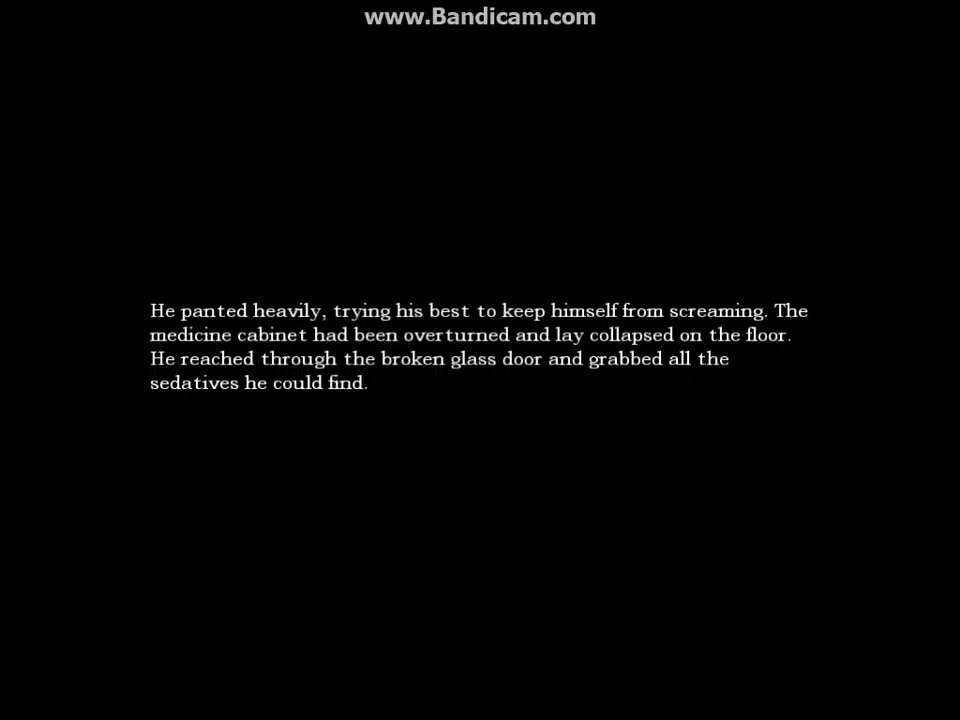 www.Bandicam.com
He panted heavily, trying his best to keep himself from screaming. The
medicine cabinet had been overturned and lay collapsed on the floor.
He reached through the broken glass door and grabbed all the
sedatives he could find.